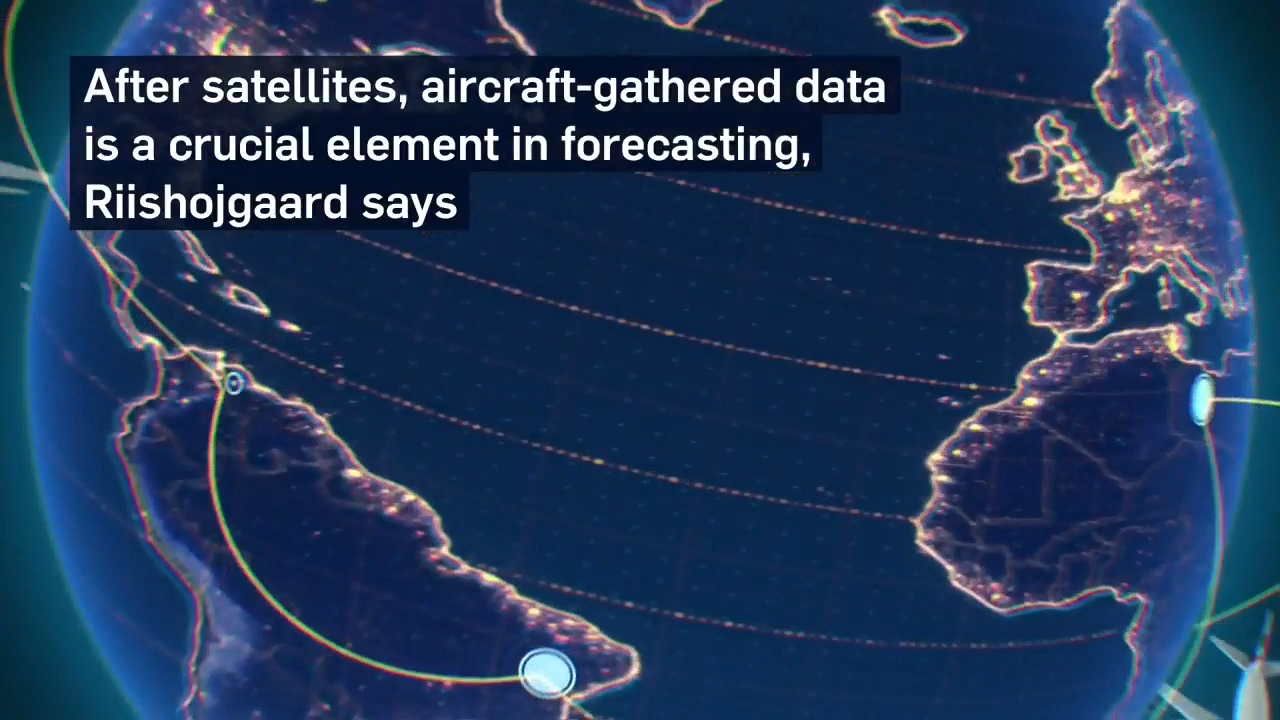 After satellites, aircraft-gathered data
is a crucial element in forecasting,
Riishojgaard says